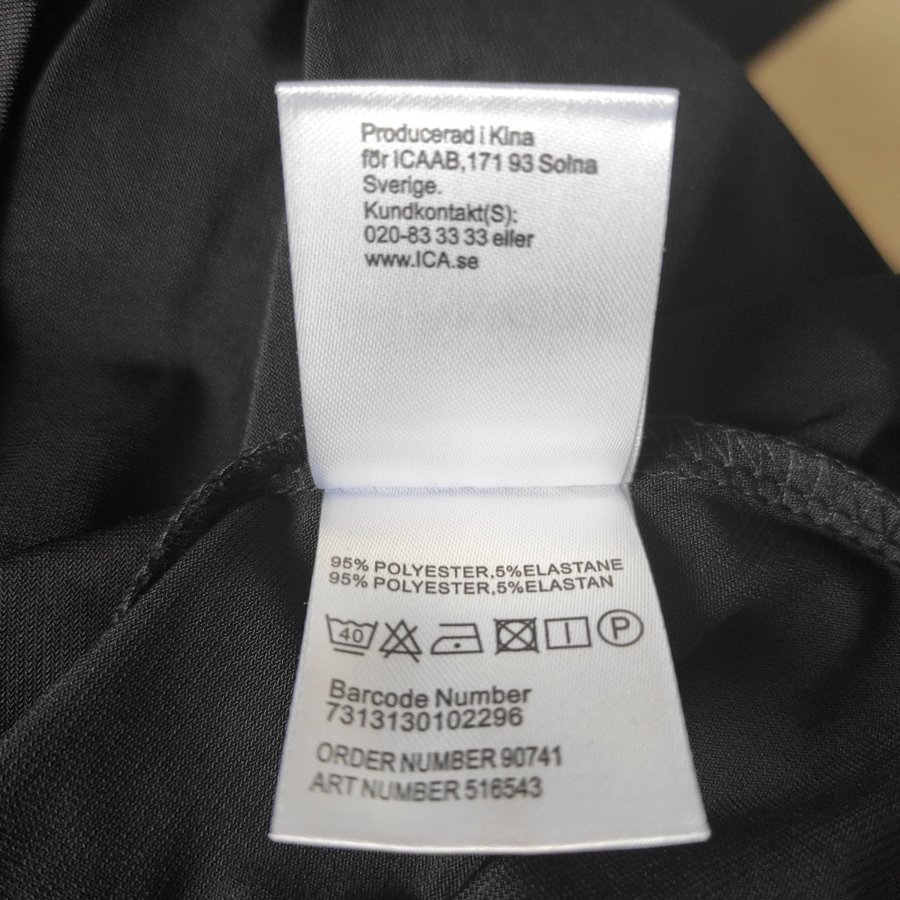 Producerad i Kina
för ICAAB, 171 93 Solna
Sverige.
Kundkontakt(S):
020-83 33 33 eller
www.ICA.se
95% POLYESTER,5%ELASTANE
95% POLYESTER,5%ELASTAN
40 P
Barcode Number
7313130102296
ORDER NUMBER 90741
ART NUMBER 516543